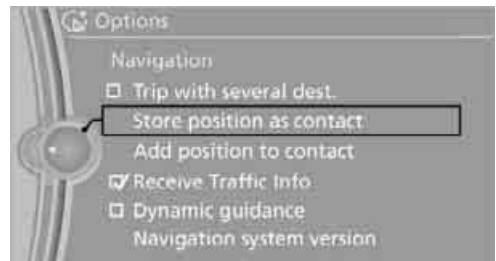 Options
Navigation
Trip with several dest.
Store position as contact
Add position to contact
Receive Traffic Info
Dynamic guidance
Navigation system version